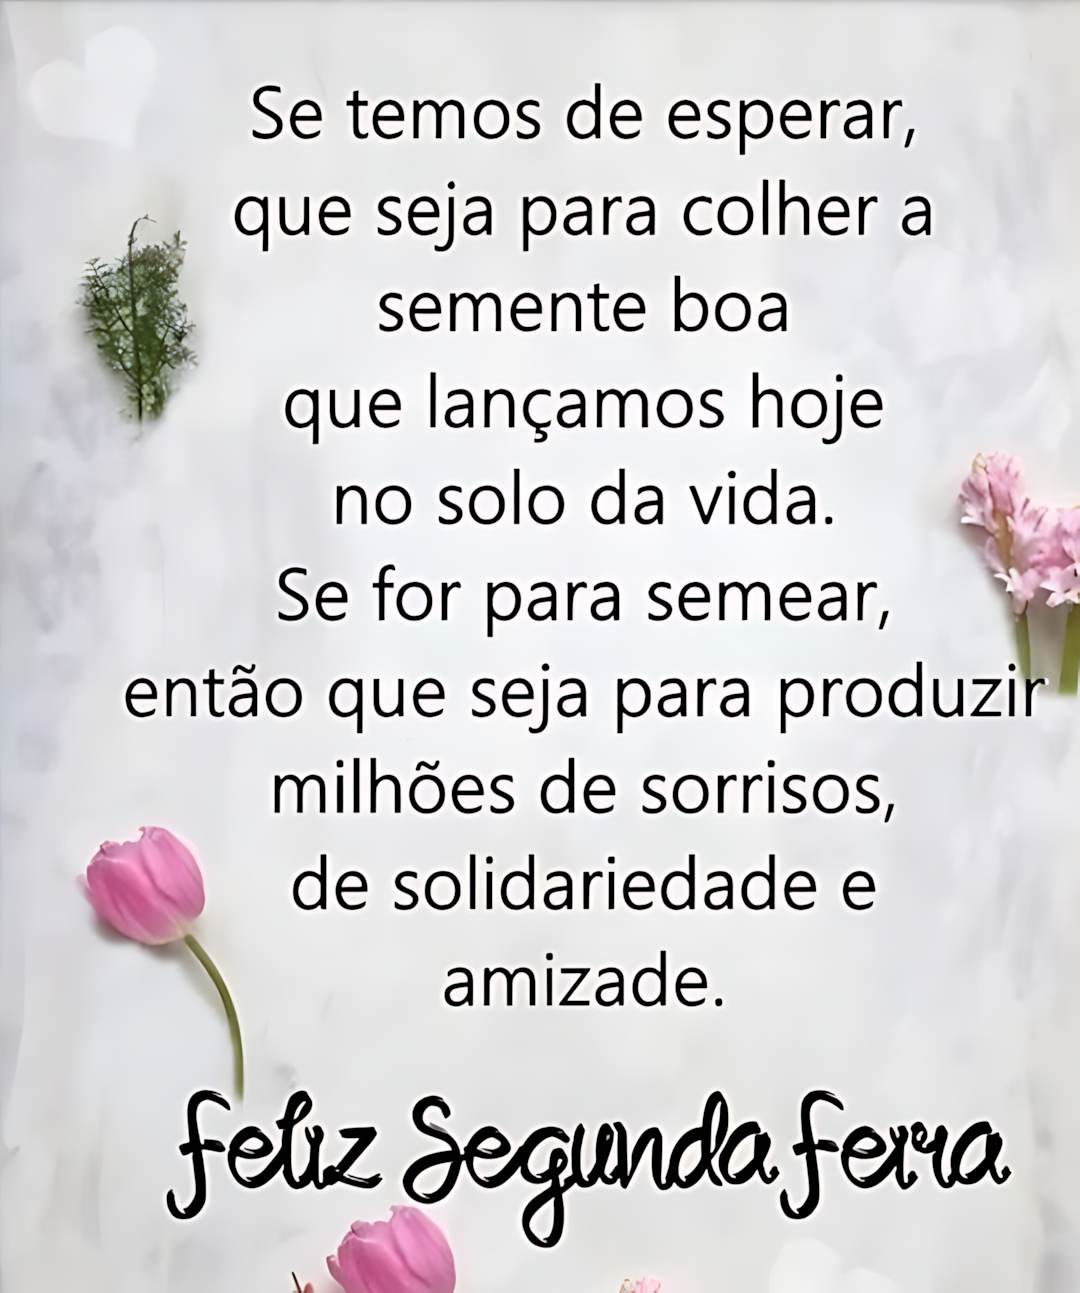 Se temos de esperar,
que seja para colher a
semente boa
que lançamos hoje
no solo da vida.
Se for para semear,
então que seja para produzir
milhões de sorrisos,
de solidariedade e
amizade.
feliz Segunda feira